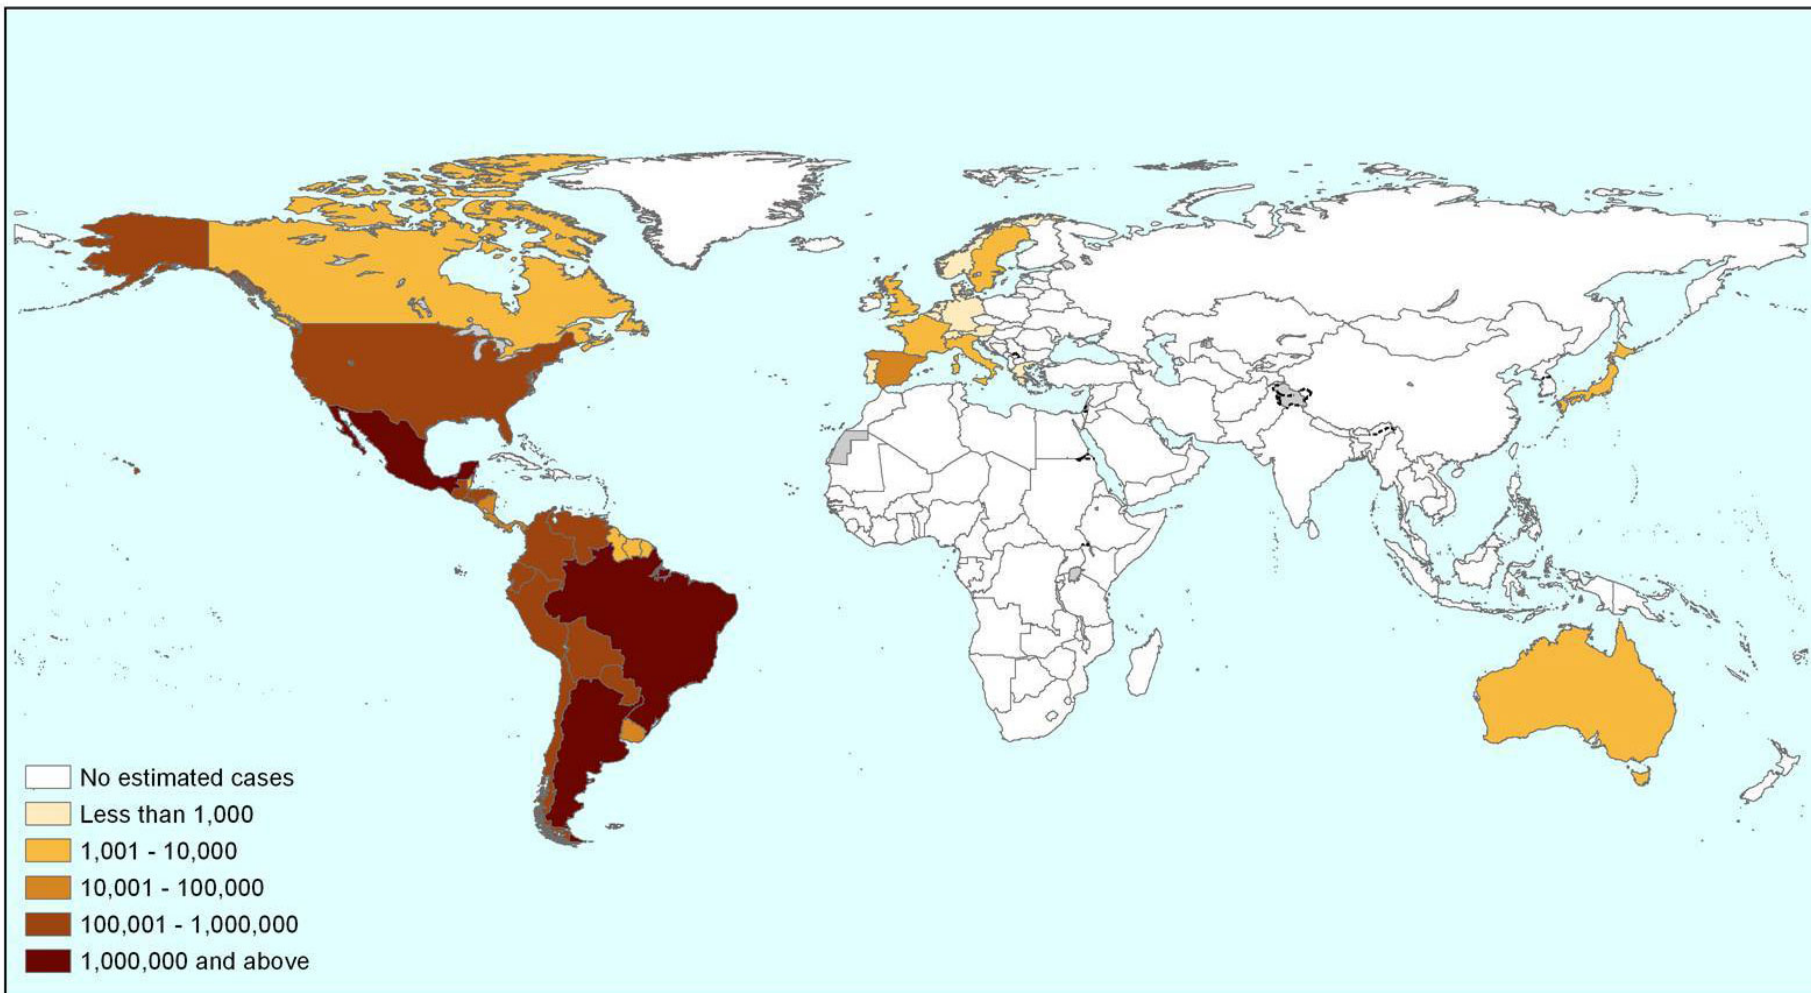 No estimated cases
Less than 1,000
1,001 - 10,000
10,001 - 100,000
100,001 - 1,000,000
1,000,000 and above